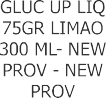 GLUC UP LIQ
75GR LIMAO
300 ML- NEW
PROV - NEW
PROV